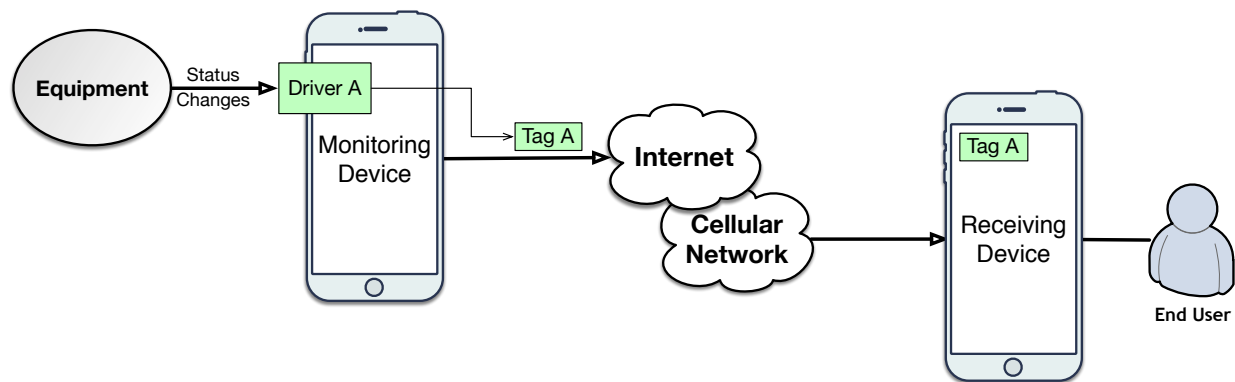 Equipment
Status
Changes
Driver A
Monitoring
Device
Tag A
Internet
Cellular
Network
Tag A
Receiving
Device
End User